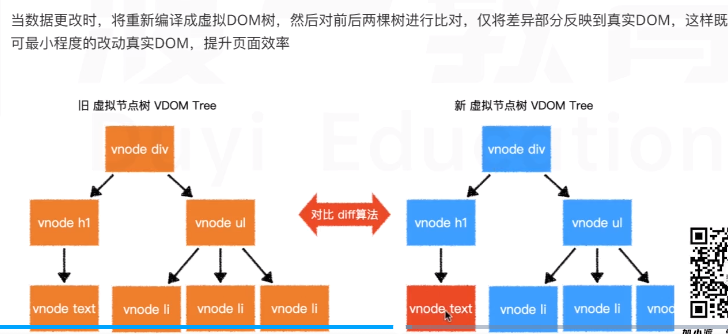 当数据更改时，将重新编译成虚拟DOM树，然后对前后两棵树进行比对，仅将差异部分反映到真实DOM，这样既
可最小程度的改动真实DOM，提升页面效率
旧 虚拟节点树 VDOM Tree
新 虚拟节点树 VDOM Tree
vnode div
vnode div
vnode h1
vnode ul
对比 diff算法
vnode h1
vnode ul
vnode text
vnode li
vnode li
vnode li
vnode text
vnode li
vnode li
vnod
Duyi Education